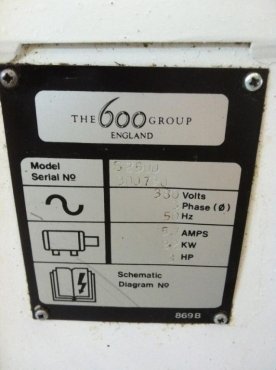 THE 600 GROUP
ENGLAND
Model
Serial Nº
Volts
Phase (Ø)
Hz
AMPS
KW
HP
Schematic
Diagram Nº
869B